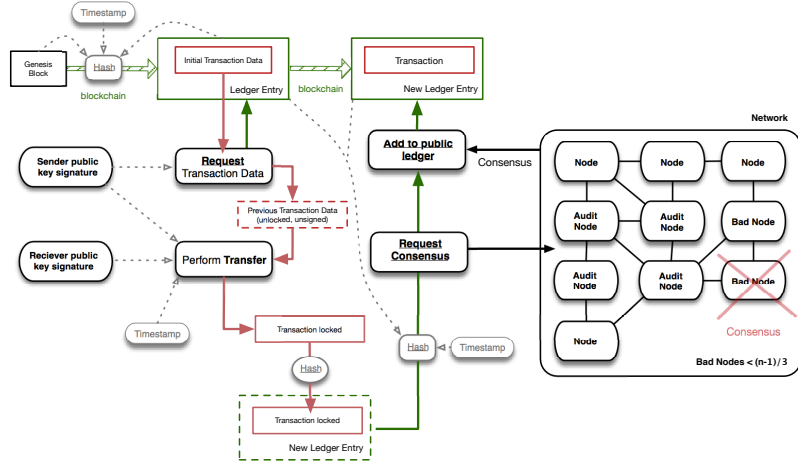 Timestamp
Genesis
Block
Hash
blockchain
Initial Transaction Data
Ledger Entry
blockchain
Transaction
New Ledger Entry
Sender public
key signature
Request
Transaction Data
Add to public
ledger
Consensus
Previous Transaction Data
(unlocked, unsigned)
Reciever public
key signature
Perform Transfer
Request
Consensus
Timestamp
Transaction locked
Hash
Transaction locked
New Ledger Entry
Hash
Timestamp
Network
Node
Node
Node
Audit
Node
Audit
Node
Bad Node
Audit
Node
Audit
Node
Bad Node
Consensus
Node
Bad Nodes < (n-1)/3